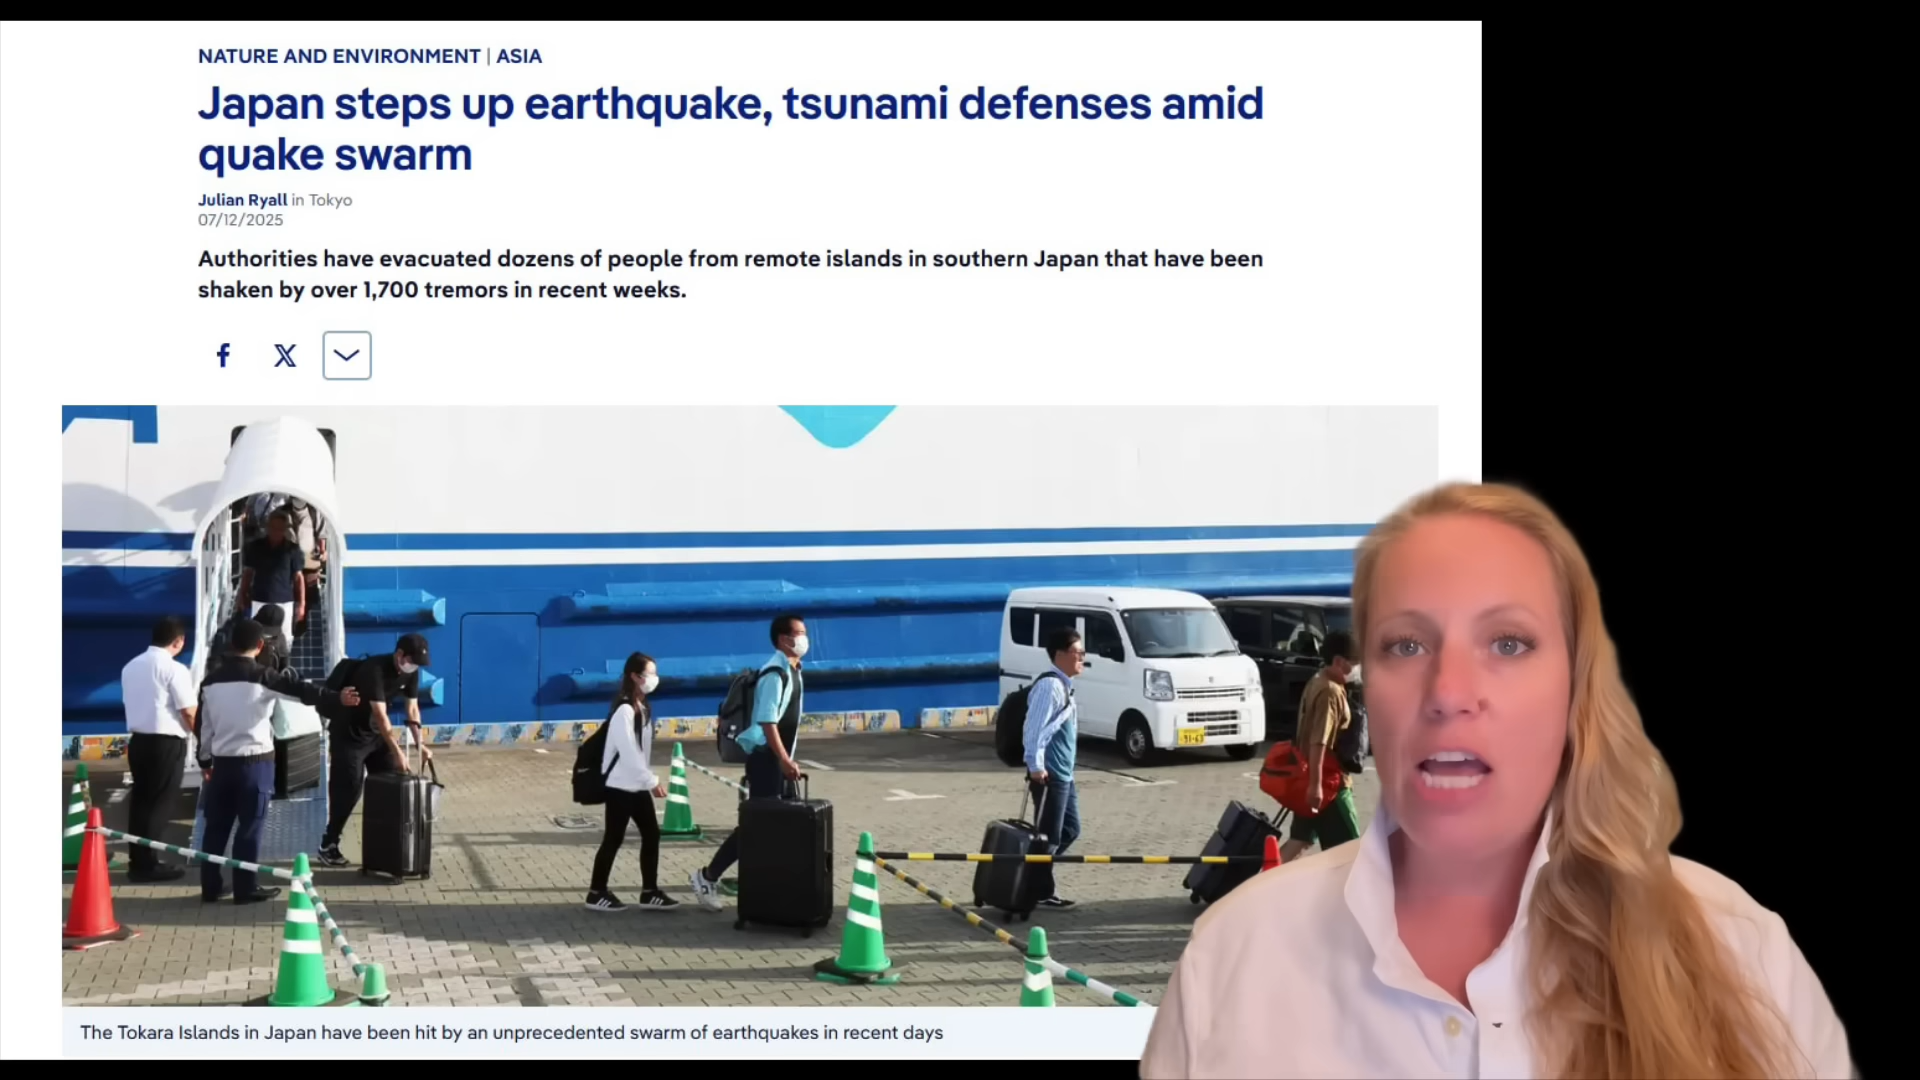 NATURE AND ENVIRONMENT | ASIA
Japan steps up earthquake, tsunami defenses amid
quake swarm
Julian Ryall in Tokyo
07/12/2025
Authorities have evacuated dozens of people from remote islands in southern Japan that have been
shaken by over 1,700 tremors in recent weeks.
The Tokara Islands in Japan have been hit by an unprecedented swarm of earthquakes in recent days